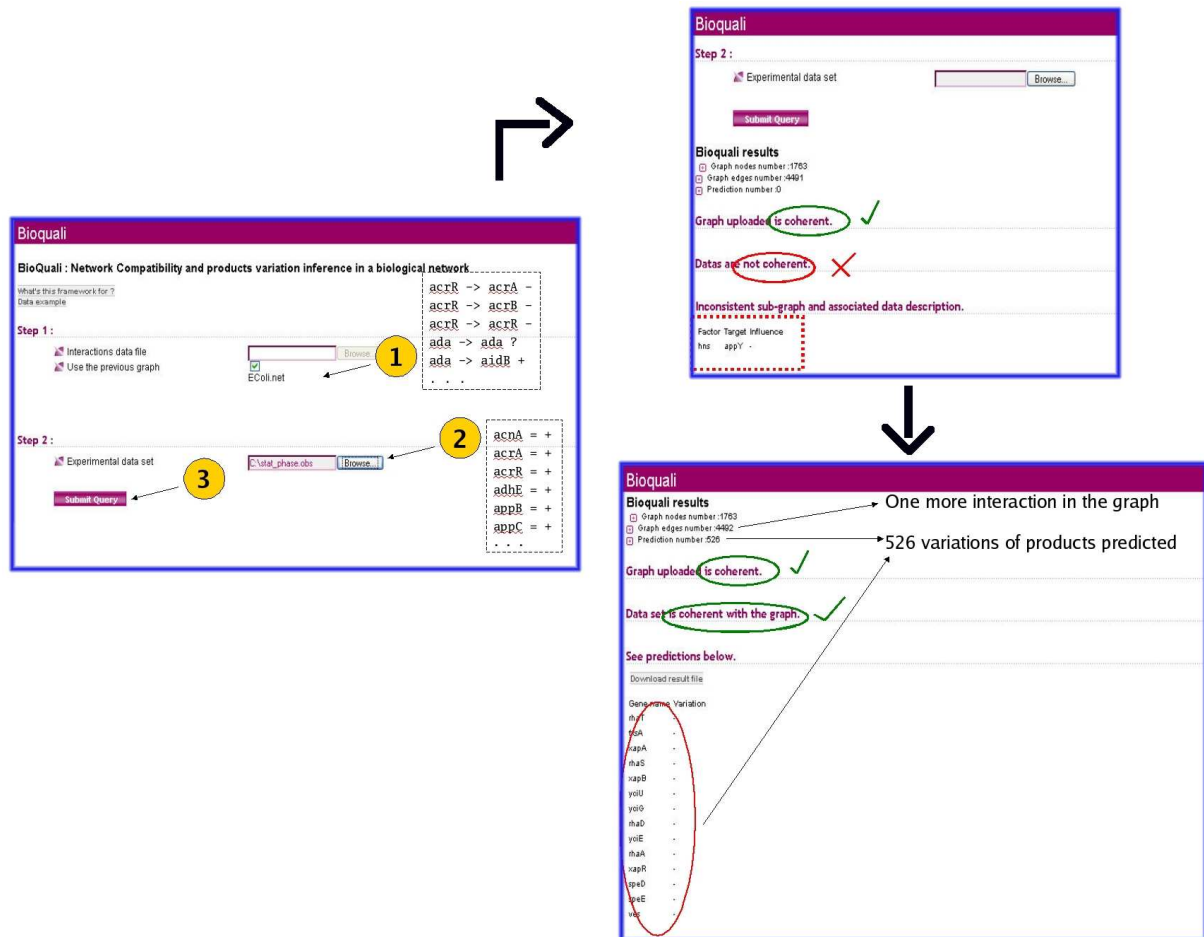 Bioquali
BioQuali : Network Compatibility and products variation inference in a biological network
What's this framework for ?
Data example
Step 1 :
Interactions data file
Browse...
Use the previous graph
EColi.net
1
acrR -> acrA -
acrR -> acrB -
acrR -> acrR -
ada -> ada ?
ada -> aidB +
. . .
Step 2 :
Experimental data set
C:\stat_phase.obs
Browse...
Submit Query
3
2
acnA = +
acrA = +
acrR = +
adhE = +
appB = +
appC = +
. . .
Bioquali
Step 2 :
Experimental data set
Browse...
Submit Query
Bioquali results
Graph nodes number :1763
Graph edges number :4491
Prediction number :0
Graph uploaded is coherent.
Datas are not coherent.
Inconsistent sub-graph and associated data description.
Factor Target Influence
hns appY -
Bioquali
Bioquali results
Graph nodes number :1763
Graph edges number :4492
Prediction number :526
One more interaction in the graph
526 variations of products predicted
Graph uploaded is coherent.
Data set is coherent with the graph.
See predictions below.
Download result file
Gene name Variation
rhaT -
-
xapA -
rhaS -
xapB -
yciU -
yciG -
rhaD -
yciE -
rhaA -
xapR -
speD -
speE -
ves -